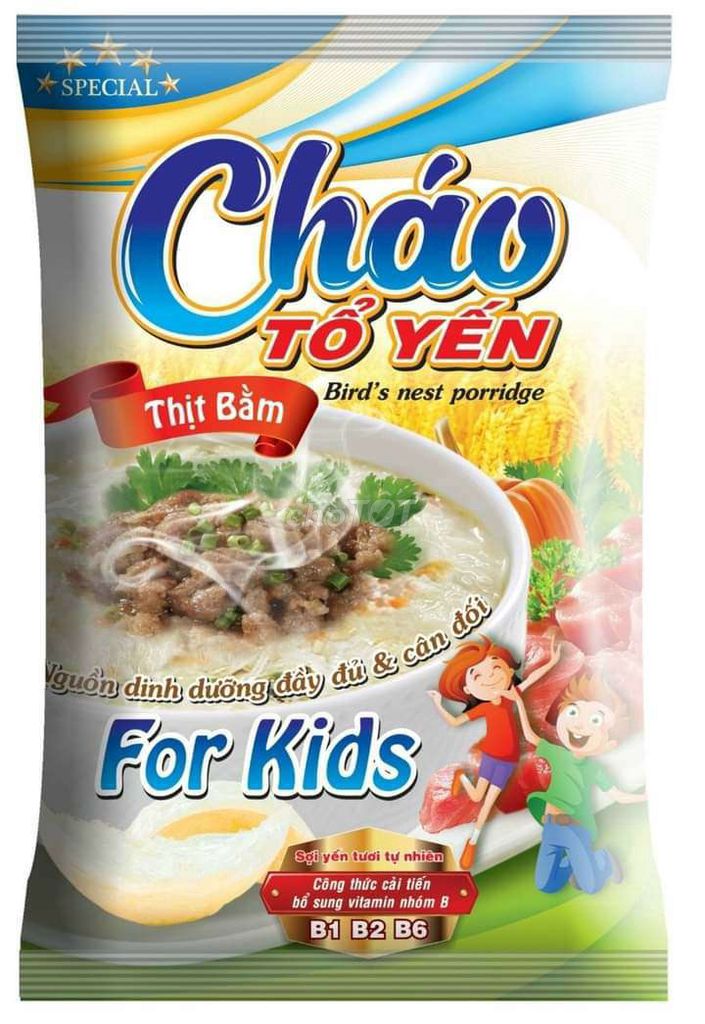 SPECIAL
Cháo
TỔ YẾN
Bird's nest porridge
Thịt Bằm
chợTỐT
Nguồn dinh dưỡng đầy đủ & cân đối
For Kids
Sợi yến tươi tự nhiên
Công thức cải tiến
bổ sung vitamin nhóm B
B1 B2 B6